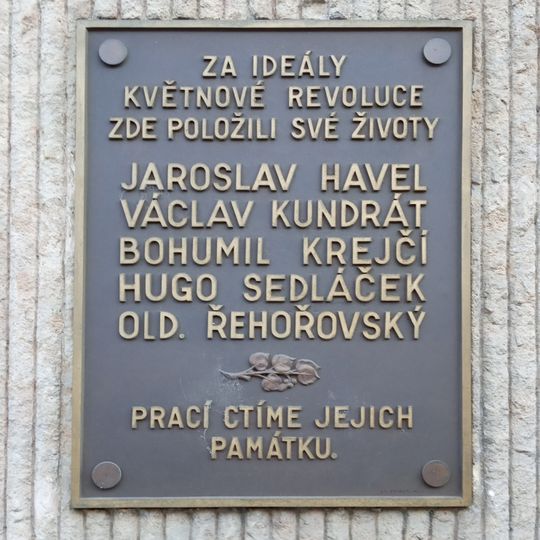 ZA IDEÁLY
KVĚTNOVÉ REVOLUCE
ZDE POLOŽILI SVÉ ŽIVOTY
JAROSLAV HAVEL
VÁCLAV KUNDRÁT
BOHUMIL KREJČÍ
HUGO SEDLÁČEK
OLD. ŘEHOŘOVSKÝ
PRACÍ CTÍME JEJICH
PAMÁTKU.